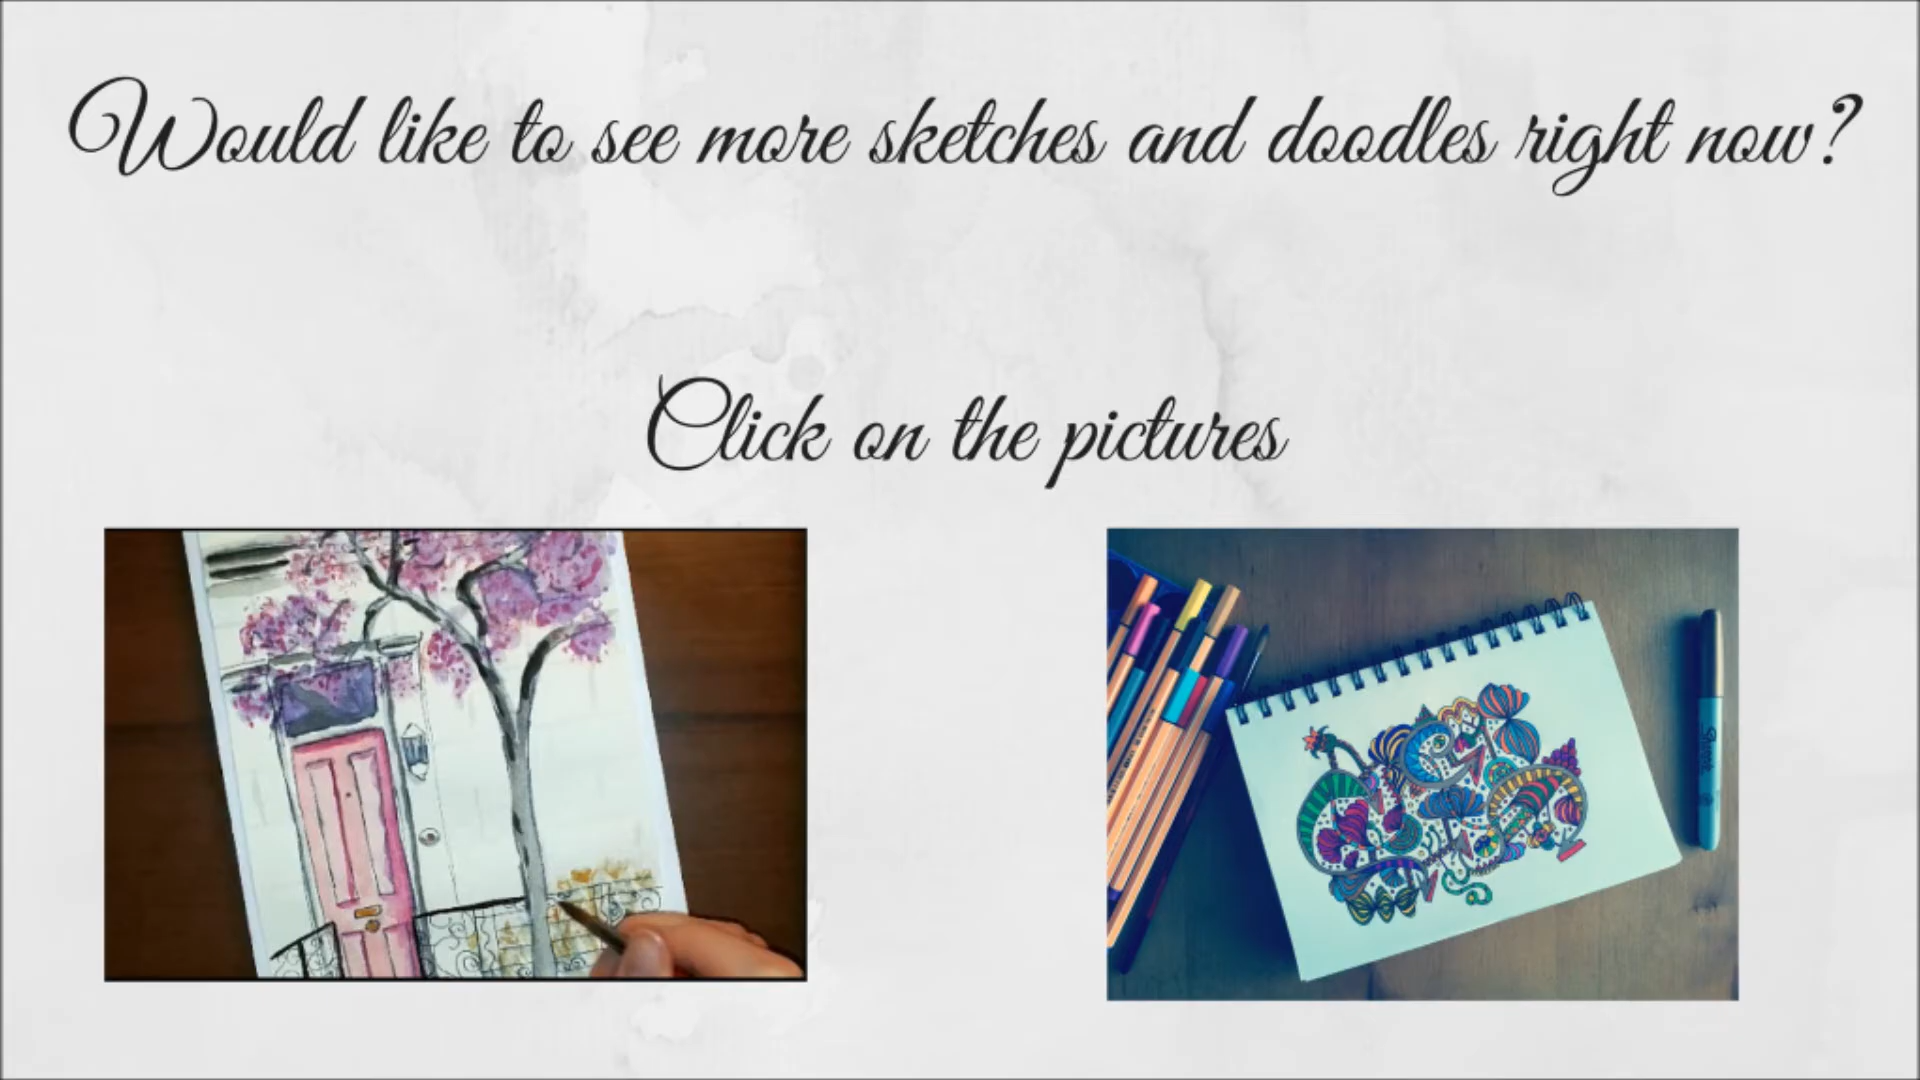 Would like to see more sketches and doodles right now?
Click on the pictures